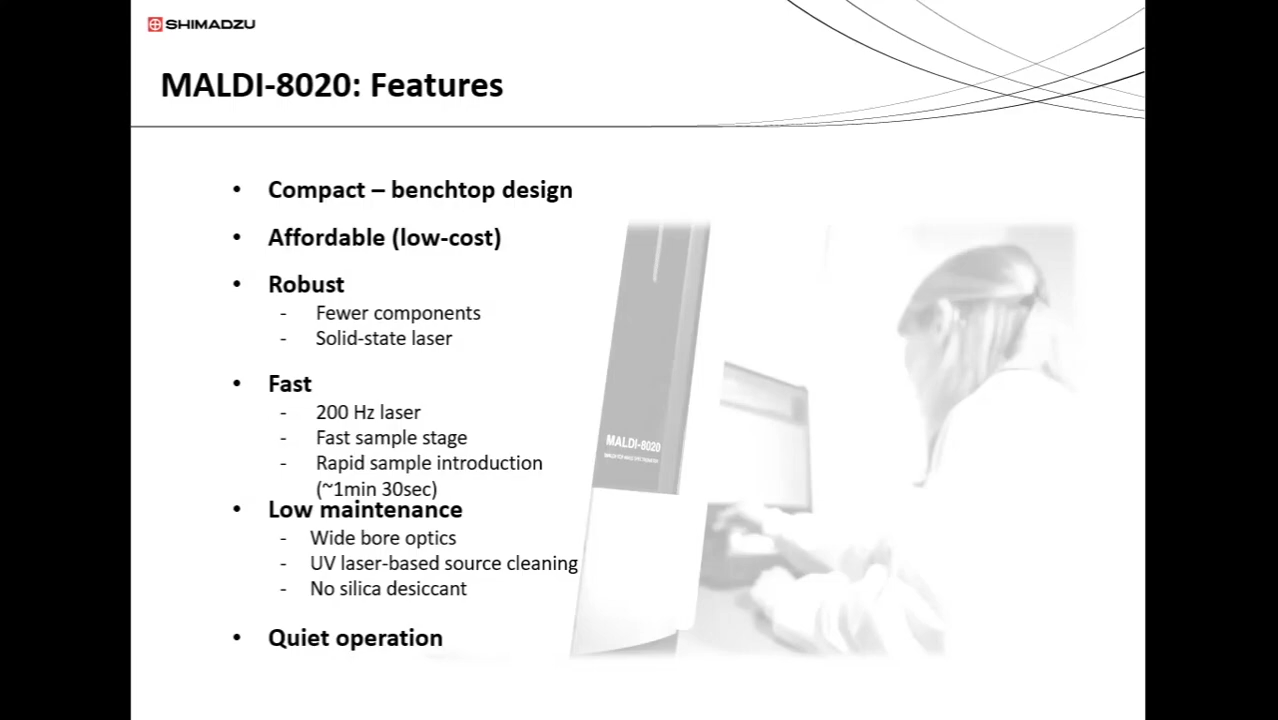 SHIMADZU
MALDI-8020: Features
• Compact – benchtop design
• Affordable (low-cost)
• Robust
- Fewer components
- Solid-state laser
• Fast
- 200 Hz laser
- Fast sample stage
- Rapid sample introduction
(~1min 30sec)
• Low maintenance
- Wide bore optics
- UV laser-based source cleaning
- No silica desiccant
• Quiet operation
MALDI-8020